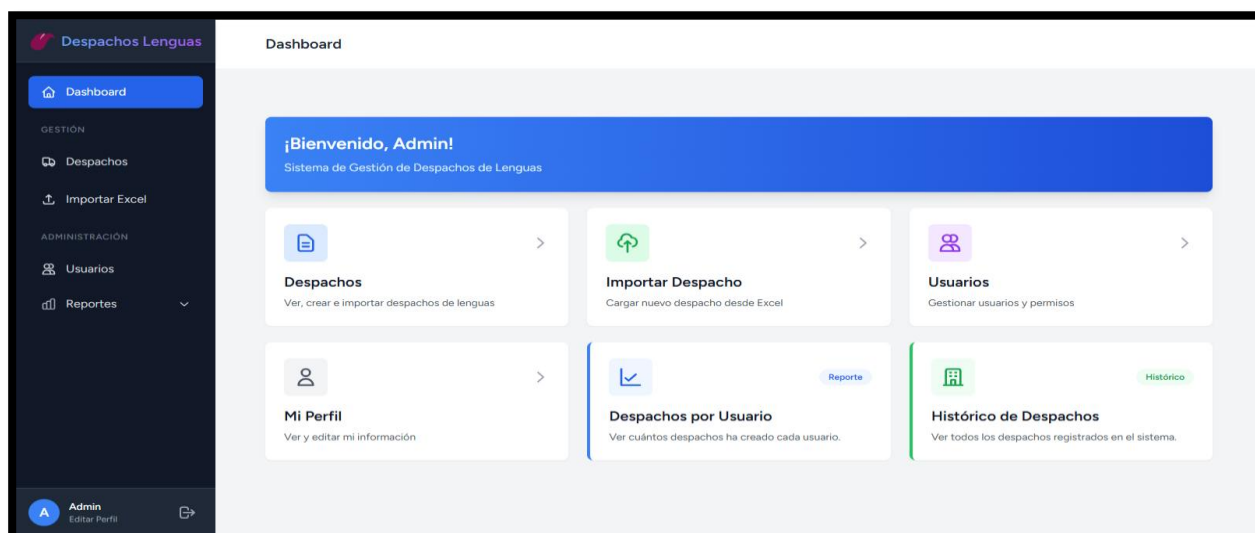 Despachos Lenguas
Dashboard
GESTIÓN
Despachos
Importar Excel
ADMINISTRACIÓN
Usuarios
Reportes
A
Admin
Editar Perfil
Dashboard
¡Bienvenido, Admin!
Sistema de Gestión de Despachos de Lenguas
Despachos
Ver, crear e importar despachos de lenguas
Importar Despacho
Cargar nuevo despacho desde Excel
Usuarios
Gestionar usuarios y permisos
Mi Perfil
Ver y editar mi información
Reporte
Despachos por Usuario
Ver cuántos despachos ha creado cada usuario.
Histórico
Histórico de Despachos
Ver todos los despachos registrados en el sistema.